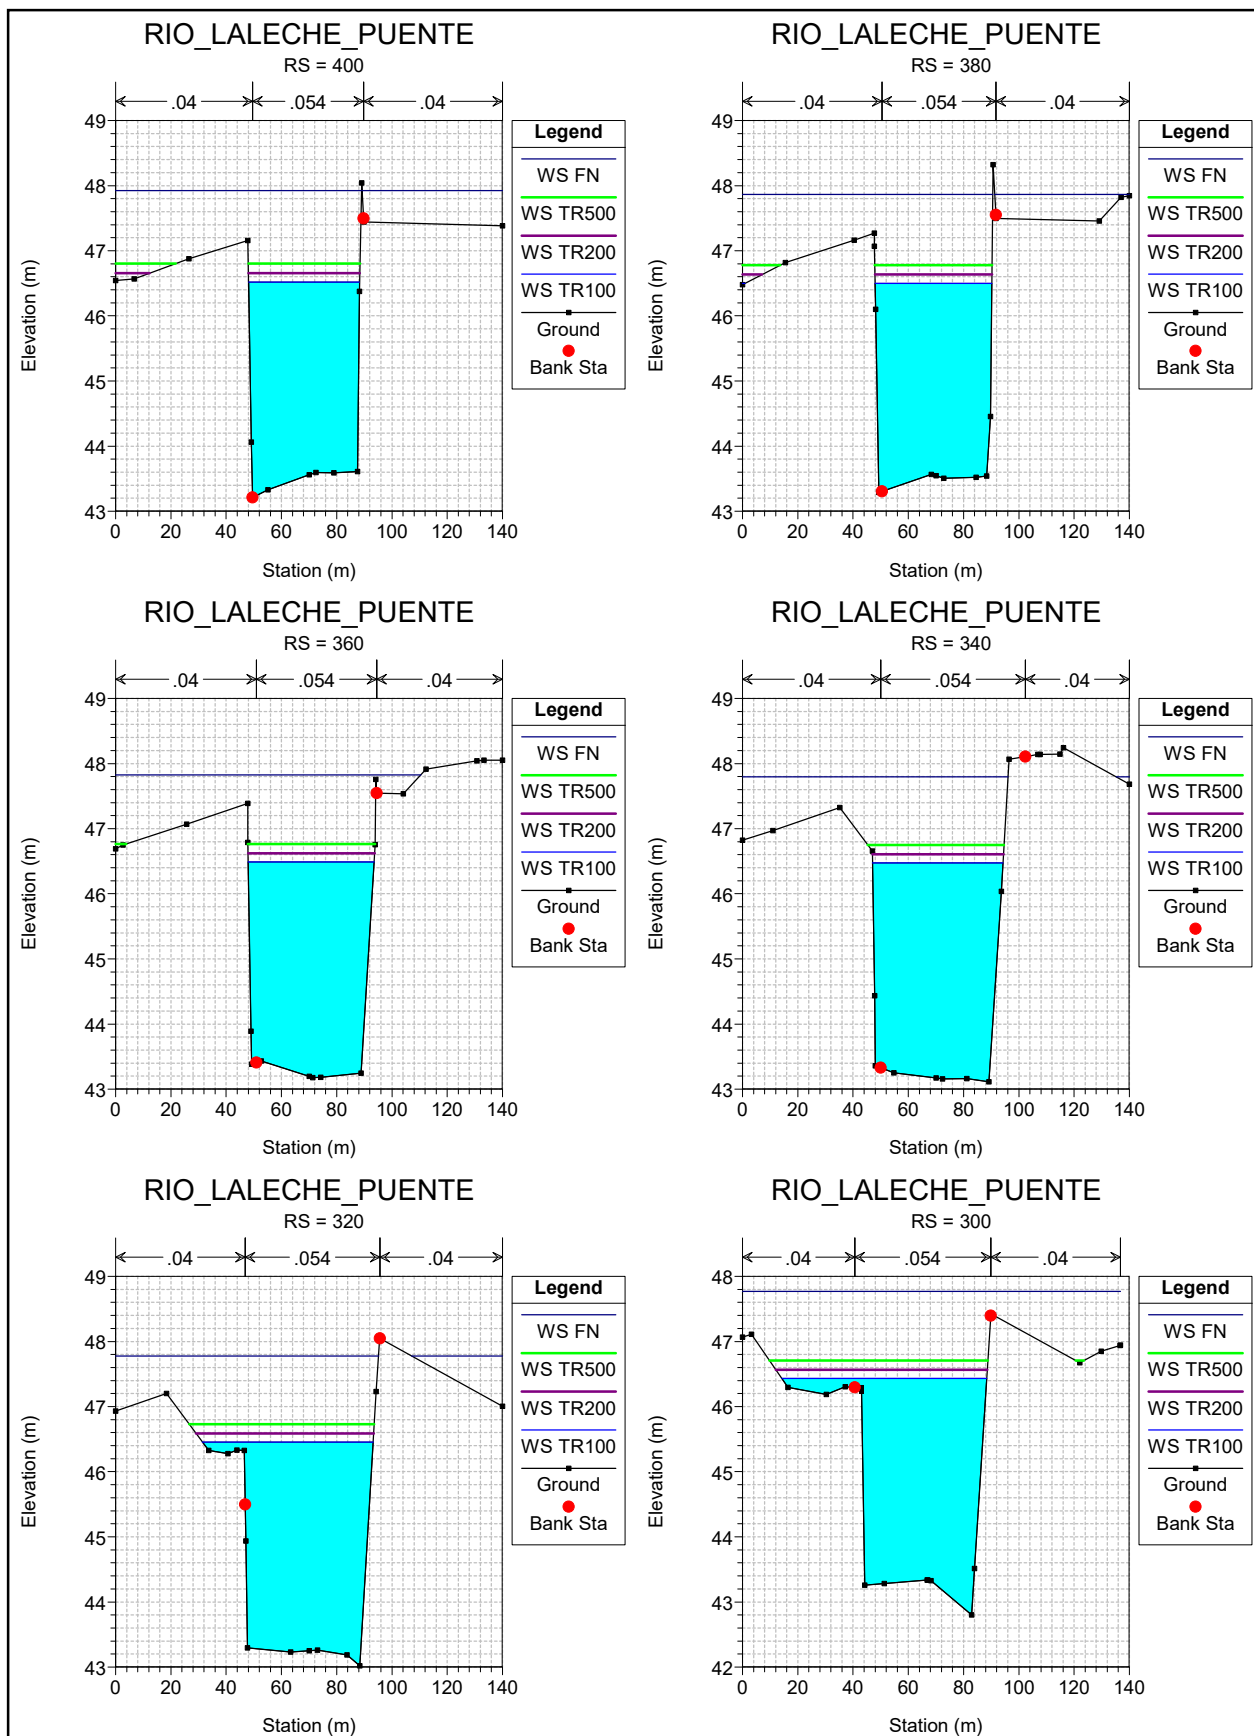 RIO_LALECHE_PUENTE
RS = 400
.04 .054 .04
49
48
47
46
45
44
43
Elevation (m)
0 20 40 60 80 100 120 140
Station (m)
Legend
WS FN
WS TR500
WS TR200
WS TR100
Ground
Bank Sta
RIO_LALECHE_PUENTE
RS = 380
.04 .054 .04
49
48
47
46
45
44
43
Elevation (m)
0 20 40 60 80 100 120 140
Station (m)
Legend
WS FN
WS TR500
WS TR200
WS TR100
Ground
Bank Sta
RIO_LALECHE_PUENTE
RS = 360
.04 .054 .04
49
48
47
46
45
44
43
Elevation (m)
0 20 40 60 80 100 120 140
Station (m)
Legend
WS FN
WS TR500
WS TR200
WS TR100
Ground
Bank Sta
RIO_LALECHE_PUENTE
RS = 340
.04 .054 .04
49
48
47
46
45
44
43
Elevation (m)
0 20 40 60 80 100 120 140
Station (m)
Legend
WS FN
WS TR500
WS TR200
WS TR100
Ground
Bank Sta
RIO_LALECHE_PUENTE
RS = 320
.04 .054 .04
49
48
47
46
45
44
43
Elevation (m)
0 20 40 60 80 100 120 140
Station (m)
Legend
WS FN
WS TR500
WS TR200
WS TR100
Ground
Bank Sta
RIO_LALECHE_PUENTE
RS = 300
.04 .054 .04
48
47
46
45
44
43
42
Elevation (m)
0 20 40 60 80 100 120 140
Station (m)
Legend
WS FN
WS TR500
WS TR200
WS TR100
Ground
Bank Sta